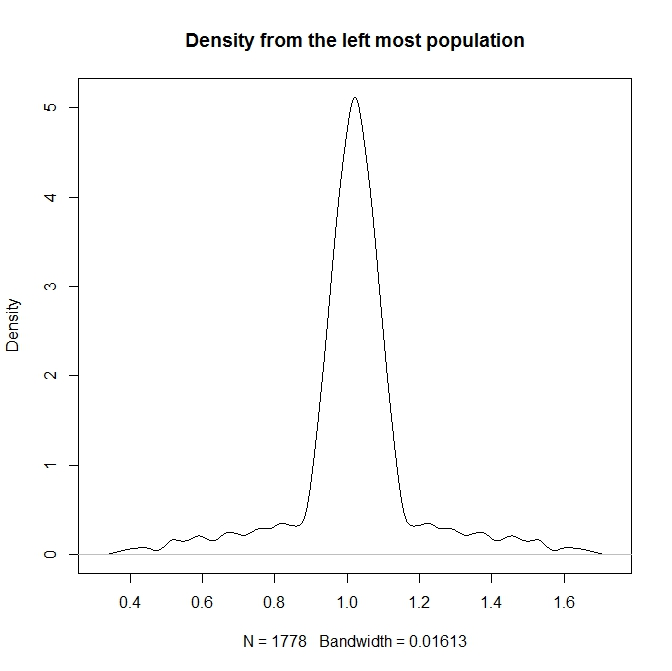 Density from the left most population
Density
5
4
3
2
1
0
0.4 0.6 0.8 1.0 1.2 1.4 1.6
N = 1778 Bandwidth = 0.01613